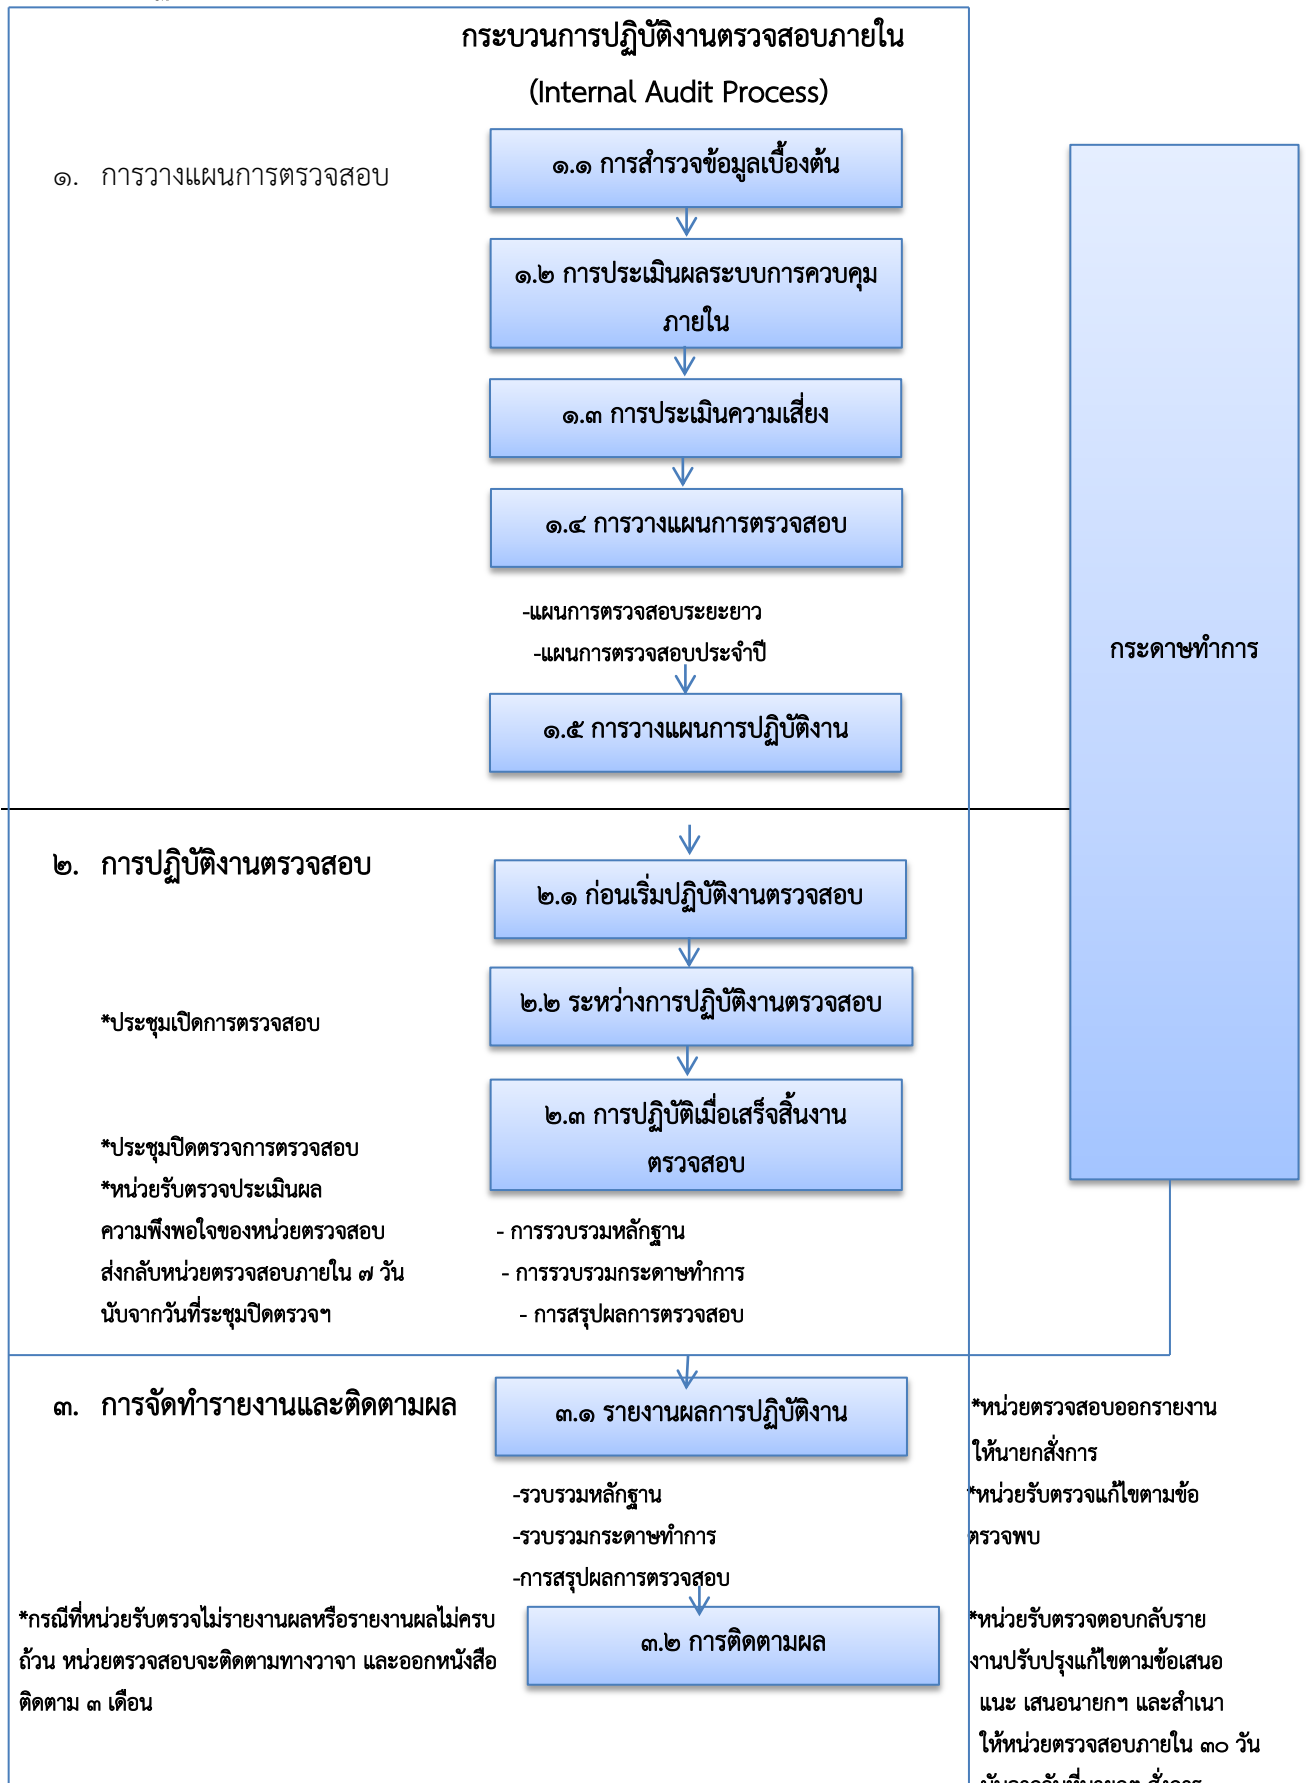 กระบวนการปฏิบัติงานตรวจสอบภายใน
(Internal Audit Process)
๑. การวางแผนการตรวจสอบ
๑.๑ การสำรวจข้อมูลเบื้องต้น
๑.๒ การประเมินผลระบบการควบคุม
ภายใน
๑.๓ การประเมินความเสี่ยง
๑.๔ การวางแผนการตรวจสอบ
-แผนการตรวจสอบระยะยาว
-แผนการตรวจสอบประจำปี
๑.๕ การวางแผนการปฏิบัติงาน
กระดาษทำการ
๒. การปฏิบัติงานตรวจสอบ
๒.๑ ก่อนเริ่มปฏิบัติงานตรวจสอบ
๒.๒ ระหว่างการปฏิบัติงานตรวจสอบ
*ประชุมเปิดการตรวจสอบ
๒.๓ การปฏิบัติเมื่อเสร็จสิ้นงาน
ตรวจสอบ
*ประชุมปิดตรวจการตรวจสอบ
*หน่วยรับตรวจประเมินผล
ความพึงพอใจของหน่วยตรวจสอบ
ส่งกลับหน่วยตรวจสอบภายใน ๗ วัน
นับจากวันที่ระชุมปิดตรวจฯ
- การรวบรวมหลักฐาน
- การรวบรวมกระดาษทำการ
- การสรุปผลการตรวจสอบ
๓. การจัดทำรายงานและติดตามผล
๓.๑ รายงานผลการปฏิบัติงาน
*หน่วยตรวจสอบออกรายงาน
ให้นายกสั่งการ
*หน่วยรับตรวจแก้ไขตามข้อ
ตรวจพบ
-รวบรวมหลักฐาน
-รวบรวมกระดาษทำการ
-การสรุปผลการตรวจสอบ
*กรณีที่หน่วยรับตรวจไม่รายงานผลหรือรายงานผลไม่ครบ
ถ้วน หน่วยตรวจสอบจะติดตามทางวาจา และออกหนังสือ
ติดตาม ๓ เดือน
๓.๒ การติดตามผล
*หน่วยรับตรวจตอบกลับราย
งานปรับปรุงแก้ไขตามข้อเสนอ
แนะ เสนอนายกฯ และสำเนา
ให้หน่วยตรวจสอบภายใน ๓๐ วัน